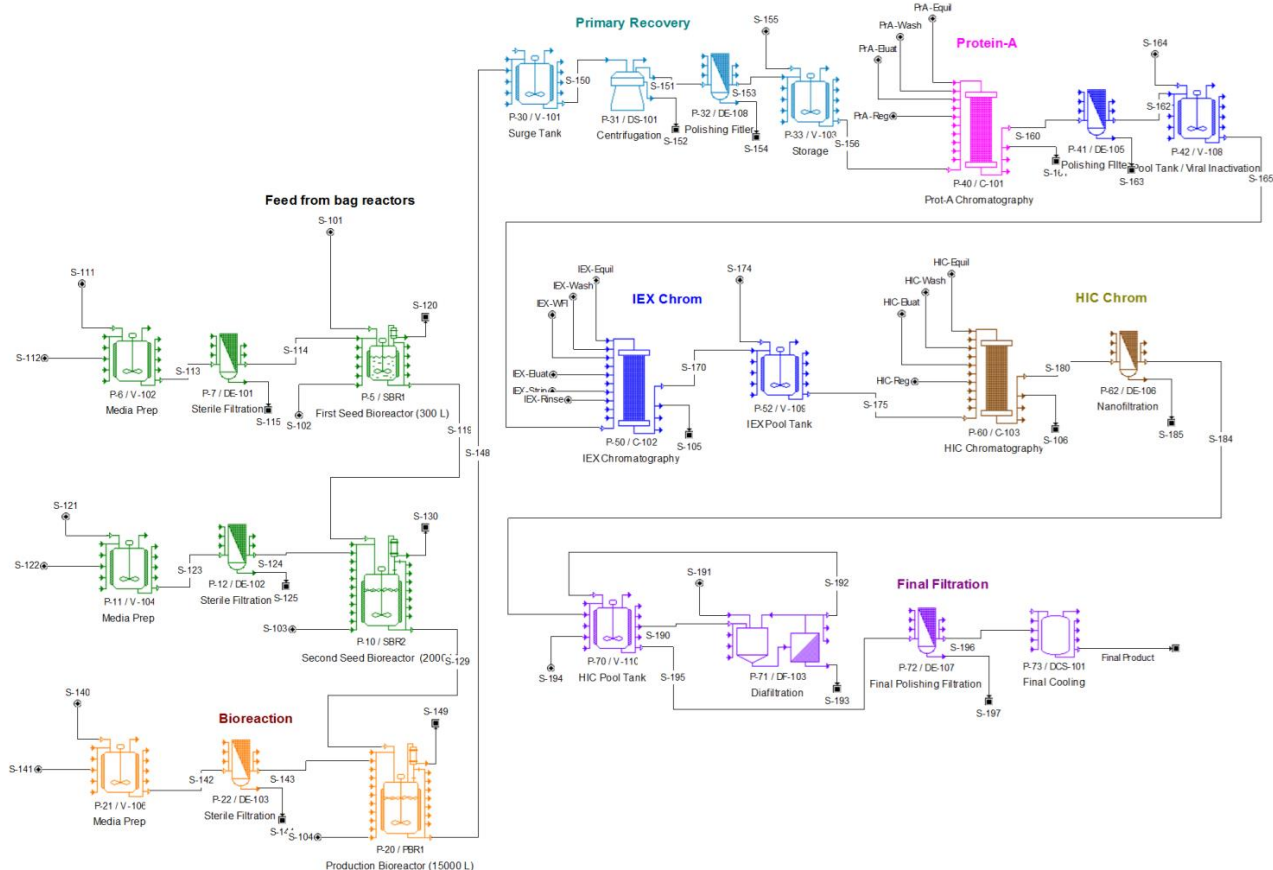 Primary Recovery
S-155
S-150
P-30 / V-101
Surge Tank
P-31 / DS-101
Centrifugation
S-151
S-152
P-32 / DE-108
Polishing Fitler
S-153
S-154
P-33 / V-103
Storage
S-156
Protein-A
PrA-Equil
PrA-Wash
PrA-Eluat
PrA-Reg
P-40 / C-101
Prot-A Chromatography
S-160
P-41 / DE-105
S-163
S-162
S-164
P-42 / V-108
Pool Tank / Viral Inactivation
S-165
Feed from bag reactors
S-101
S-111
S-112
P-6 / V-102
Media Prep
S-113
P-7 / DE-101
Sterile Filtration
S-114
S-115
S-102
P-5 / SBR1
First Seed Bioreactor (300 L)
S-120
S-119
S-148
S-121
S-122
P-11 / V-104
Media Prep
S-123
P-12 / DE-102
Sterile Filtration
S-124
S-125
S-103
P-10 / SBR2
Second Seed Bioreactor
S-130
S-129
Bioreaction
S-140
S-141
P-21 / V-106
Media Prep
S-142
P-22 / DE-103
Sterile Filtration
S-143
S-104
P-20 / PBR1
Production Bioreactor (15000 L)
S-149
IEX Chrom
IEX-Equil
IEX-Wash
IEX-WFI
IEX-Eluat
IEX-Strip
IEX-Rinse
P-50 / C-102
IEX Chromatography
S-170
S-105
S-174
P-52 / V-109
IEX Pool Tank
S-175
HIC Chrom
HIC-Equil
HIC-Wash
HIC-Eluat
HIC-Reg
P-60 / C-103
HIC Chromatography
S-180
S-106
P-62 / DE-106
Nanofiltration
S-185
S-184
S-194
P-70 / V-110
HIC Pool Tank
S-190
S-195
S-191
P-71 / DF-103
Diafiltration
S-192
S-193
Final Filtration
P-72 / DE-107
Final Polishing Filtration
S-196
S-197
P-73 / DCS-101
Final Cooling
Final Product